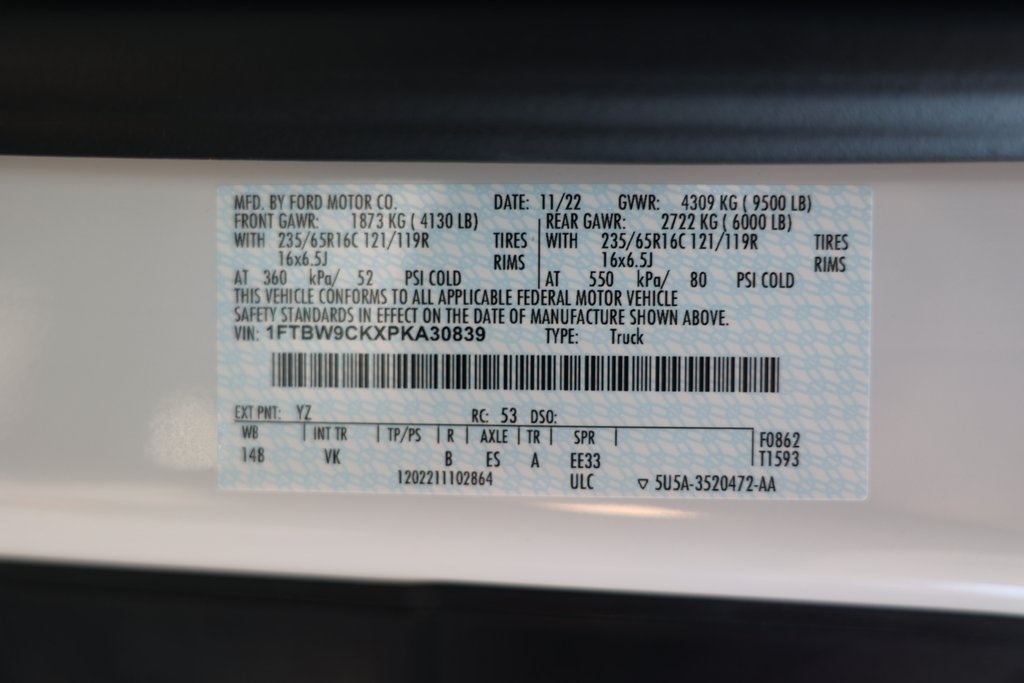 MFD. BY FORD MOTOR CO. DATE: 11/22 GVWR: 4309 KG ( 9500 LB)
FRONT GAWR: 1873 KG ( 4130 LB) REAR GAWR: 2722 KG ( 6000 LB)
WITH 235/65R16C 121/119R TIRES WITH 235/65R16C 121/119R TIRES
16x6.5J RIMS 16x6.5J RIMS
AT 360 kPa/ 52 PSI COLD AT 550 kPa/ 80 PSI COLD
THIS VEHICLE CONFORMS TO ALL APPLICABLE FEDERAL MOTOR VEHICLE
SAFETY STANDARDS IN EFFECT ON THE DATE OF MANUFACTURE SHOWN ABOVE.
VIN: 1FTBW9CKXPKA30839 TYPE: Truck
EXT PNT: YZ RC: 53 DSO:
WB INT TR TP/PS R AXLE TR SPR F0862
14B VK B ES A EE33 T1593
1202211102864 ULC ▽ 5U5A-3520472-AA